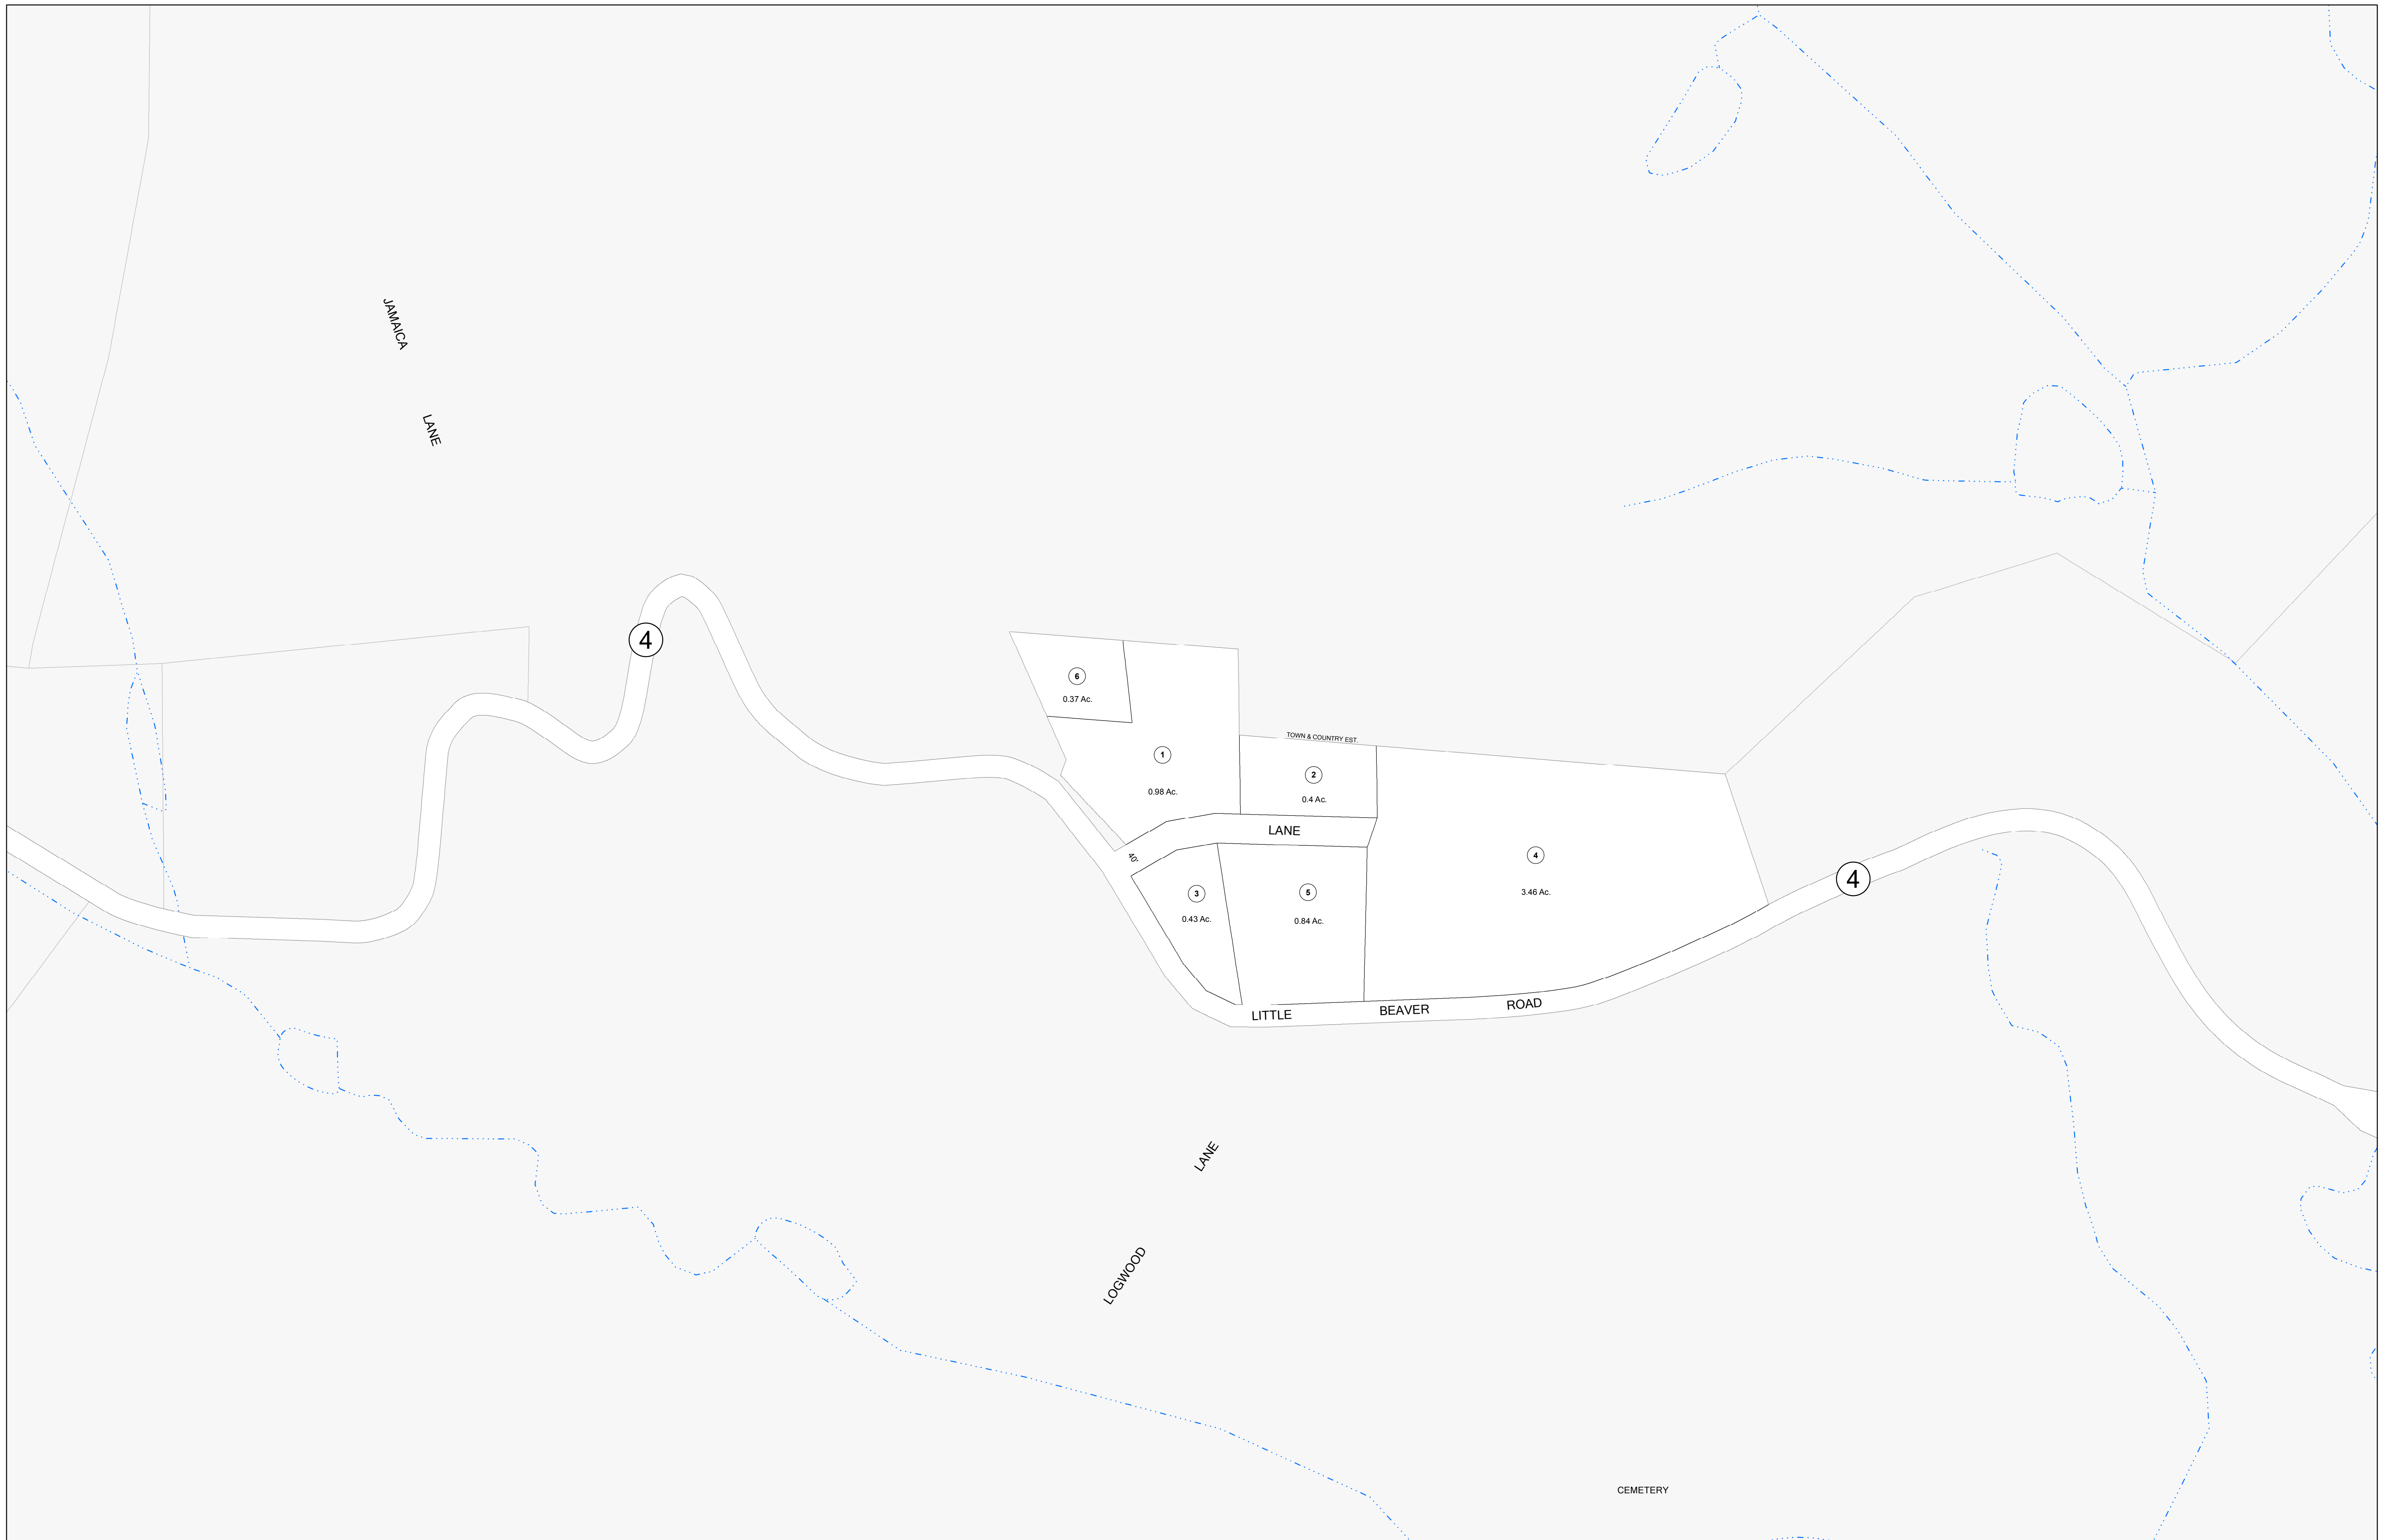 JAMAICA
LANE
4
6
0.37 Ac.
TOWN & COUNTRY EST.
1
2
0.98 Ac.
0.4 Ac.
LANE
40'
4
4
3
5
3.46 Ac.
0.43 Ac.
0.84 Ac.
LITTLE BEAVER ROAD
LOGWOOD LANE
CEMETERY